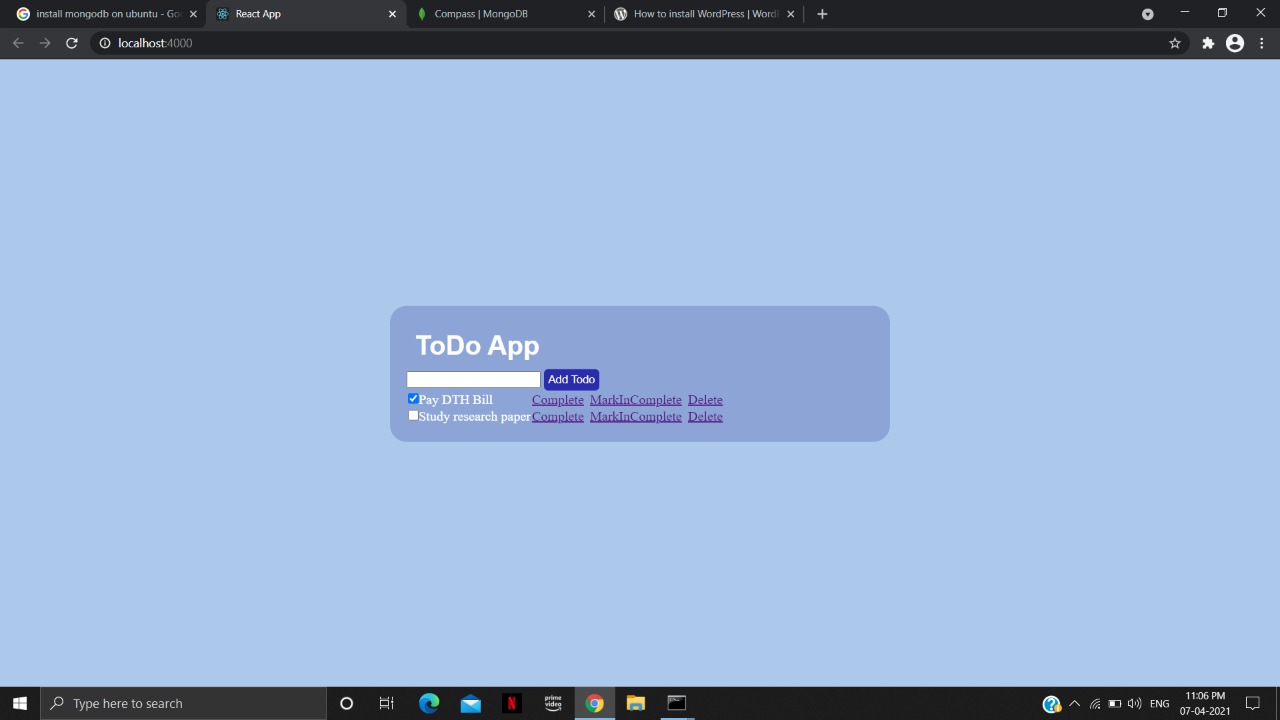 install mongodb on ubuntu - Go
React App
Compass | MongoDB
How to install WordPress | Word
localhost:4000
ToDo App
Add Todo
Pay DTH Bill Complete MarkInComplete Delete
Study research paper Complete MarkInComplete Delete
Type here to search
N
prime video
ENG
11:06 PM
07-04-2021